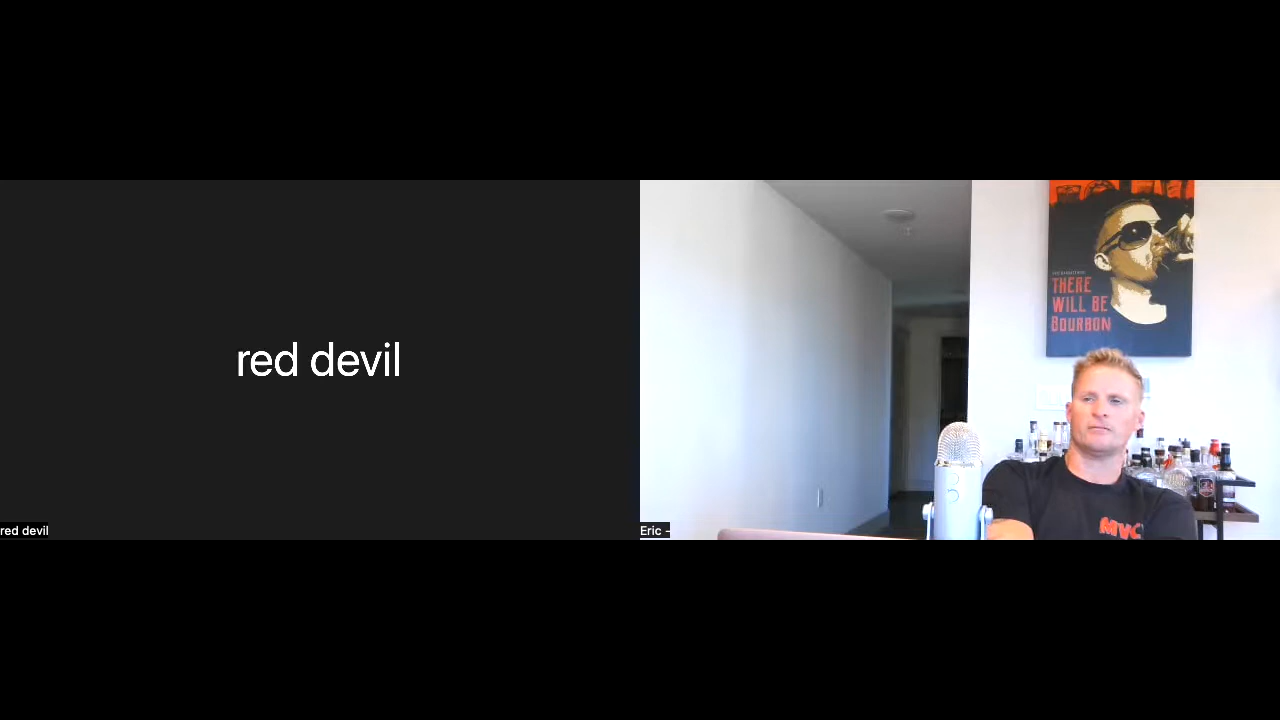 red devil
red devil
THERE
WILL BE
BOURBON
MVC
Eric -